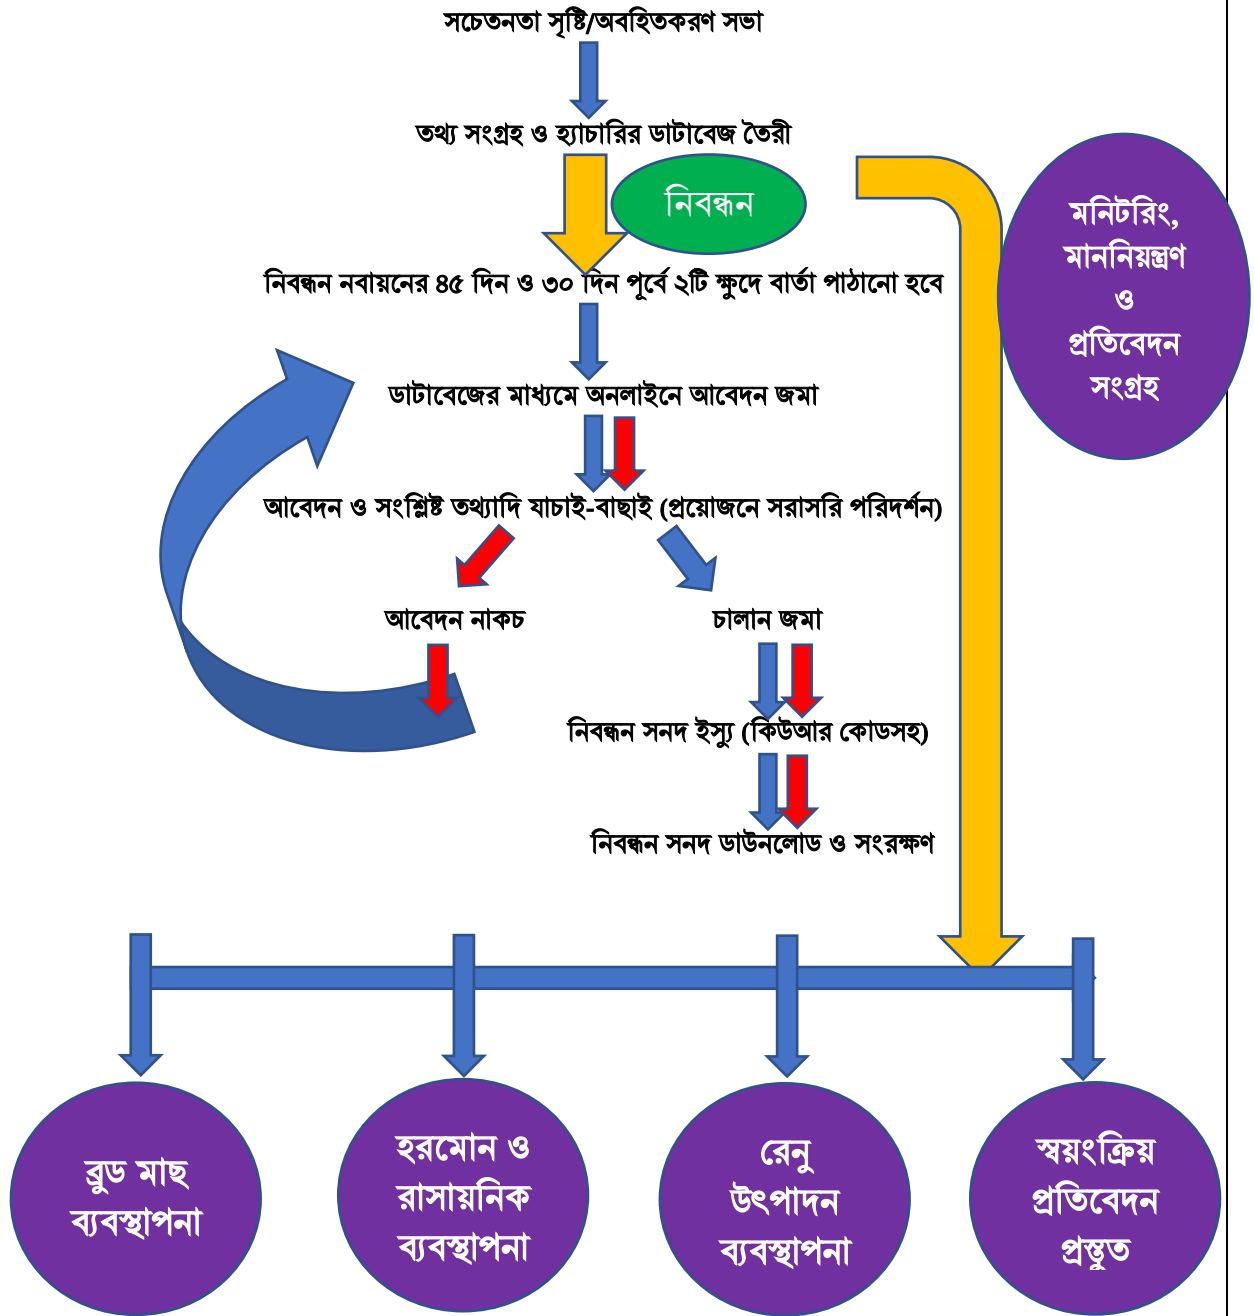 সচেতনতা সৃষ্টি/অবহিতকরণ সভা
তথ্য সংগ্রহ ও হ্যাচারির ডাটাবেজ তৈরী
নিবন্ধন
মনিটরিং,
মাননিয়ন্ত্রণ
ও
প্রতিবেদন
সংগ্রহ
নিবন্ধন নবায়নের ৪৫ দিন ও ৩০ দিন পূর্বে ২টি ক্ষুদে বার্তা পাঠানো হবে
ডাটাবেজের মাধ্যমে অনলাইনে আবেদন জমা
আবেদন ও সংশ্লিষ্ট তথ্যাদি যাচাই-বাছাই (প্রয়োজনে সরাসরি পরিদর্শন)
আবেদন নাকচ
চালান জমা
নিবন্ধন সনদ ইস্যু (কিউআর কোডসহ)
নিবন্ধন সনদ ডাউনলোড ও সংরক্ষণ
ব্রুড মাছ
ব্যবস্থাপনা
হরমোন ও
রাসায়নিক
ব্যবস্থাপনা
রেনু
উৎপাদন
ব্যবস্থাপনা
স্বয়ংক্রিয়
প্রতিবেদন
প্রস্তুত